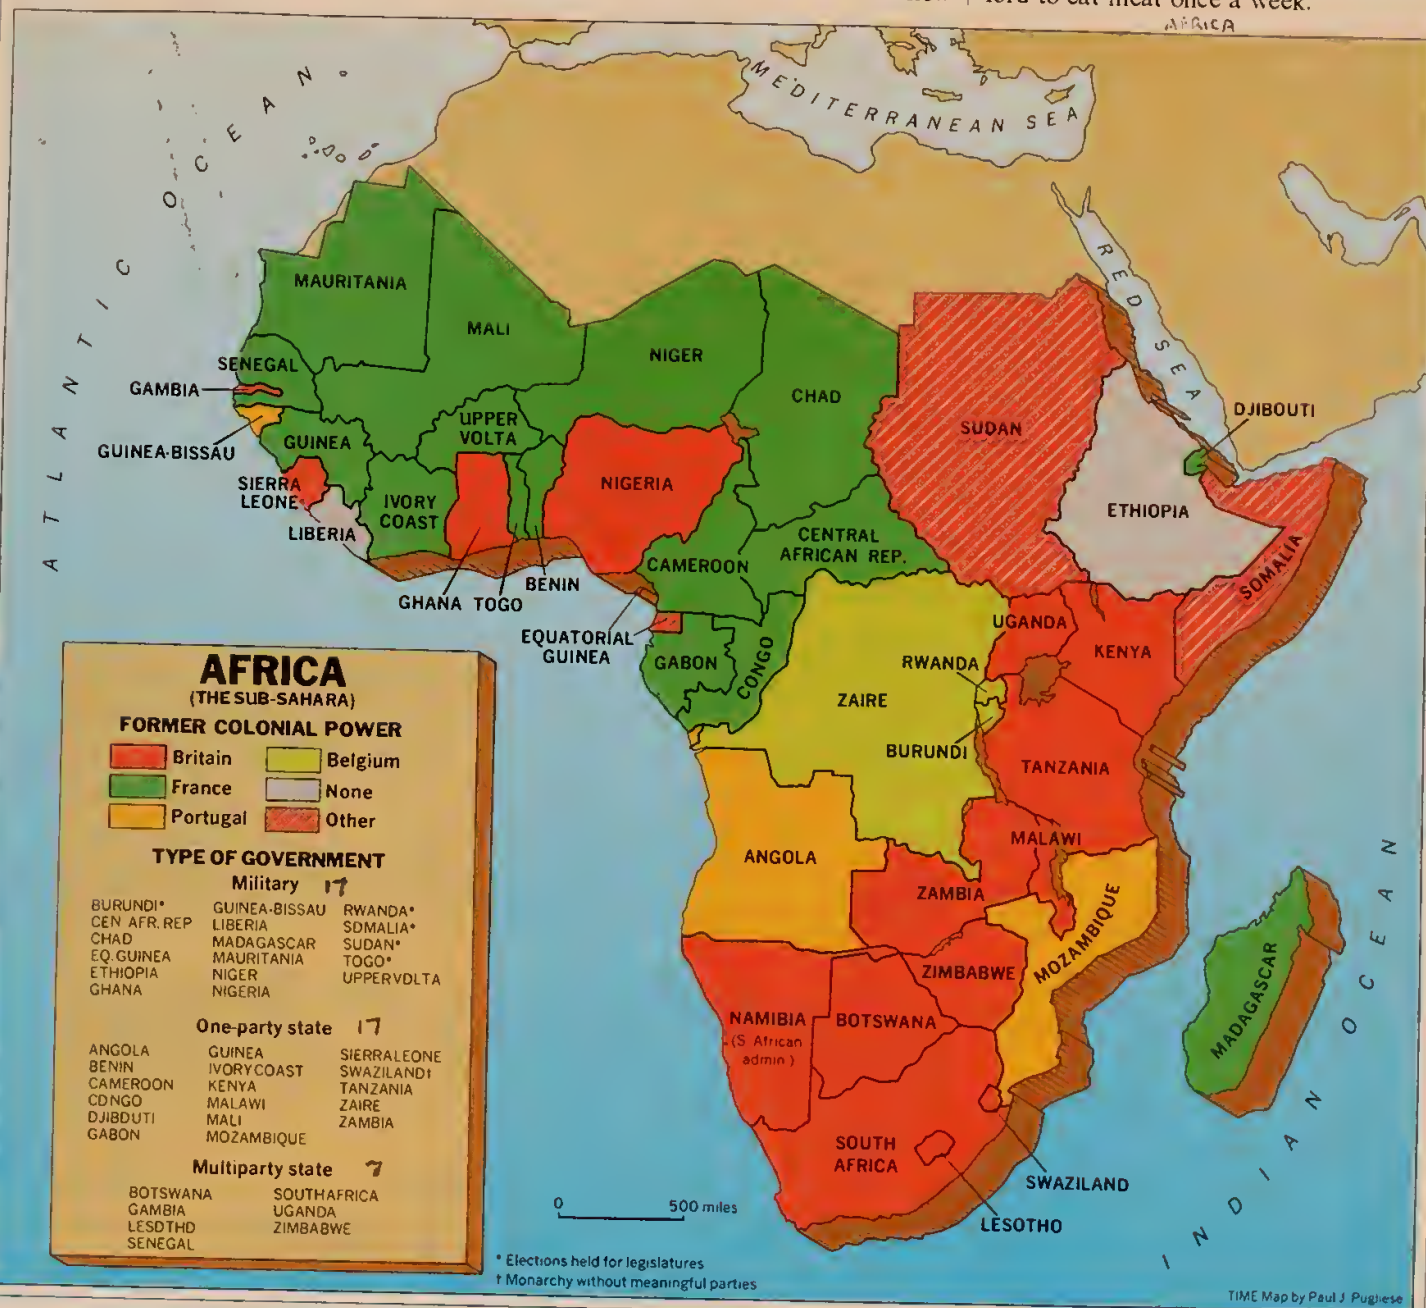 lord to eat meat once a week.
AFRICA
ATLANTIC OCEAN
MEDITERRANEAN SEA
RED SEA
MAURITANIA
MALI
NIGER
CHAD
SUDAN
DJIBOUTI
ETHIOPIA
SOMALIA
SENEGAL
GAMBIA
GUINEA-BISSAU
GUINEA
SIERRA
LEONE
LIBERIA
IVORY
COAST
UPPER
VOLTA
GHANA
TOGO
BENIN
NIGERIA
CAMEROON
CENTRAL
AFRICAN REP.
EQUATORIAL
GUINEA
GABON
CONGO
ZAIRE
UGANDA
KENYA
RWANDA
BURUNDI
TANZANIA
ANGOLA
ZAMBIA
MALAWI
MOZAMBIQUE
ZIMBABWE
NAMIBIA
(S. African
admin.)
BOTSWANA
SOUTH
AFRICA
SWAZILAND
LESOTHO
MADAGASCAR
INDIAN OCEAN
AFRICA
(THE SUB-SAHARA)
FORMER COLONIAL POWER
Britain Belgium
France None
Portugal Other
TYPE OF GOVERNMENT
Military 17
BURUNDI* GUINEA-BISSAU RWANDA*
CEN AFR. REP LIBERIA SOMALIA*
CHAD MADAGASCAR SUDAN*
EQ. GUINEA MAURITANIA TOGO*
ETHIOPIA NIGER UPPER VOLTA
GHANA NIGERIA
One-party state 17
ANGOLA GUINEA SIERRA LEONE
BENIN IVORY COAST SWAZILAND†
CAMEROON KENYA TANZANIA
CONGO MALAWI ZAIRE
DJIBOUTI MALI ZAMBIA
GABON MOZAMBIQUE
Multiparty state 7
BOTSWANA SOUTH AFRICA
GAMBIA UGANDA
LESOTHO ZIMBABWE
SENEGAL
0 500 miles
* Elections held for legislatures
† Monarchy without meaningful parties
TIME Map by Paul J. Pugliese